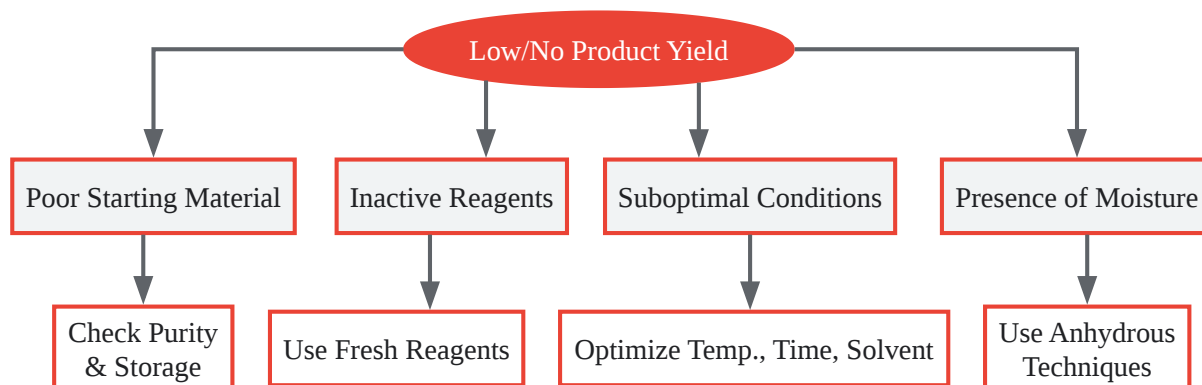 Low/No Product Yield
Poor Starting Material
Inactive Reagents
Suboptimal Conditions
Presence of Moisture
Check Purity
& Storage
Use Fresh Reagents
Optimize Temp., Time, Solvent
Use Anhydrous
Techniques